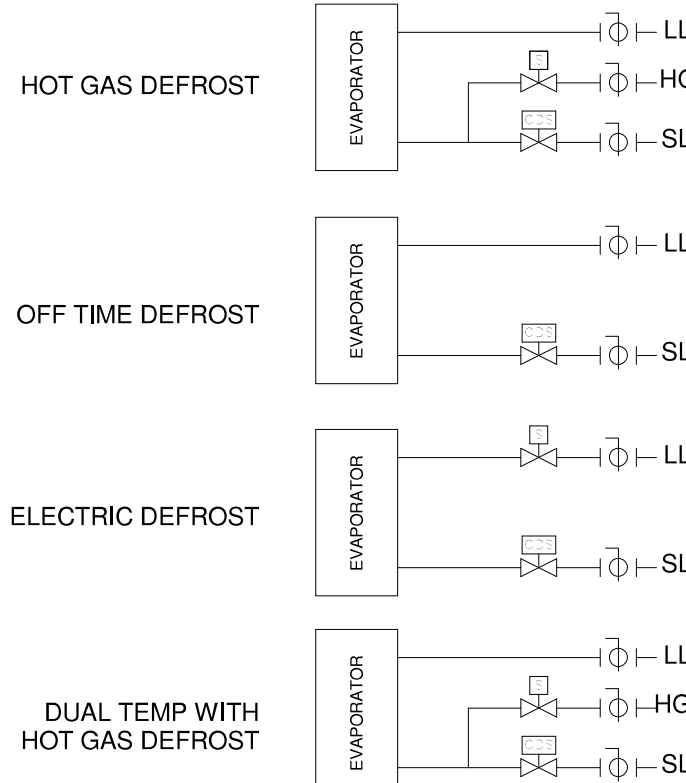 HOT GAS DEFROST
EVAPORATOR
LL
S
HG
CDS
SL
OFF TIME DEFROST
EVAPORATOR
LL
CDS
SL
ELECTRIC DEFROST
EVAPORATOR
S
LL
CDS
SL
DUAL TEMP WITH
HOT GAS DEFROST
EVAPORATOR
LL
S
HG
CDS
SL